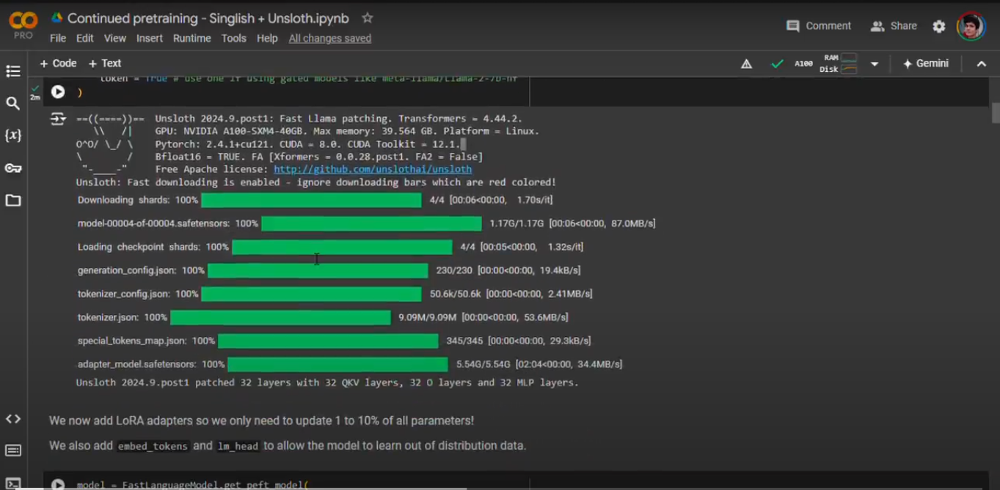 CO
PRO
Continued pretraining - Singlish + Unsloth.ipynb
File Edit View Insert Runtime Tools Help All changes saved
Comment Share
+ Code + Text
RAM
Disk
A100
Gemini
token = True # use one if using gated models like meta-llama/Llama-2-7b-hf
2m
)
==((====))== Unsloth 2024.9.post1: Fast Llama patching. Transformers = 4.44.2.
\\ /| GPU: NVIDIA A100-SXM4-40GB. Max memory: 39.564 GB. Platform = Linux.
O^O/ \_/ \ Pytorch: 2.4.1+cu121. CUDA = 8.0. CUDA Toolkit = 12.1.
\ / Bfloat16 = TRUE. FA [Xformers = 0.0.28.post1. FA2 = False]
"-____-" Free Apache license: http://github.com/unslothai/unsloth
Unsloth: Fast downloading is enabled - ignore downloading bars which are red colored!
Downloading shards: 100% 4/4 [00:06<00:00, 1.70s/it]
model-00004-of-00004.safetensors: 100% 1.17G/1.17G [00:06<00:00, 87.0MB/s]
Loading checkpoint shards: 100% 4/4 [00:05<00:00, 1.32s/it]
generation_config.json: 100% 230/230 [00:00<00:00, 19.4kB/s]
tokenizer_config.json: 100% 50.6k/50.6k [00:00<00:00, 2.41MB/s]
tokenizer.json: 100% 9.09M/9.09M [00:00<00:00, 53.6MB/s]
special_tokens_map.json: 100% 345/345 [00:00<00:00, 29.3kB/s]
adapter_model.safetensors: 100% 5.54G/5.54G [02:04<00:00, 34.4MB/s]
Unsloth 2024.9.post1 patched 32 layers with 32 QKV layers, 32 O layers and 32 MLP layers.
We now add LoRA adapters so we only need to update 1 to 10% of all parameters!
We also add embed_tokens and lm_head to allow the model to learn out of distribution data.
model = FastLanguageModel.get_peft_model(